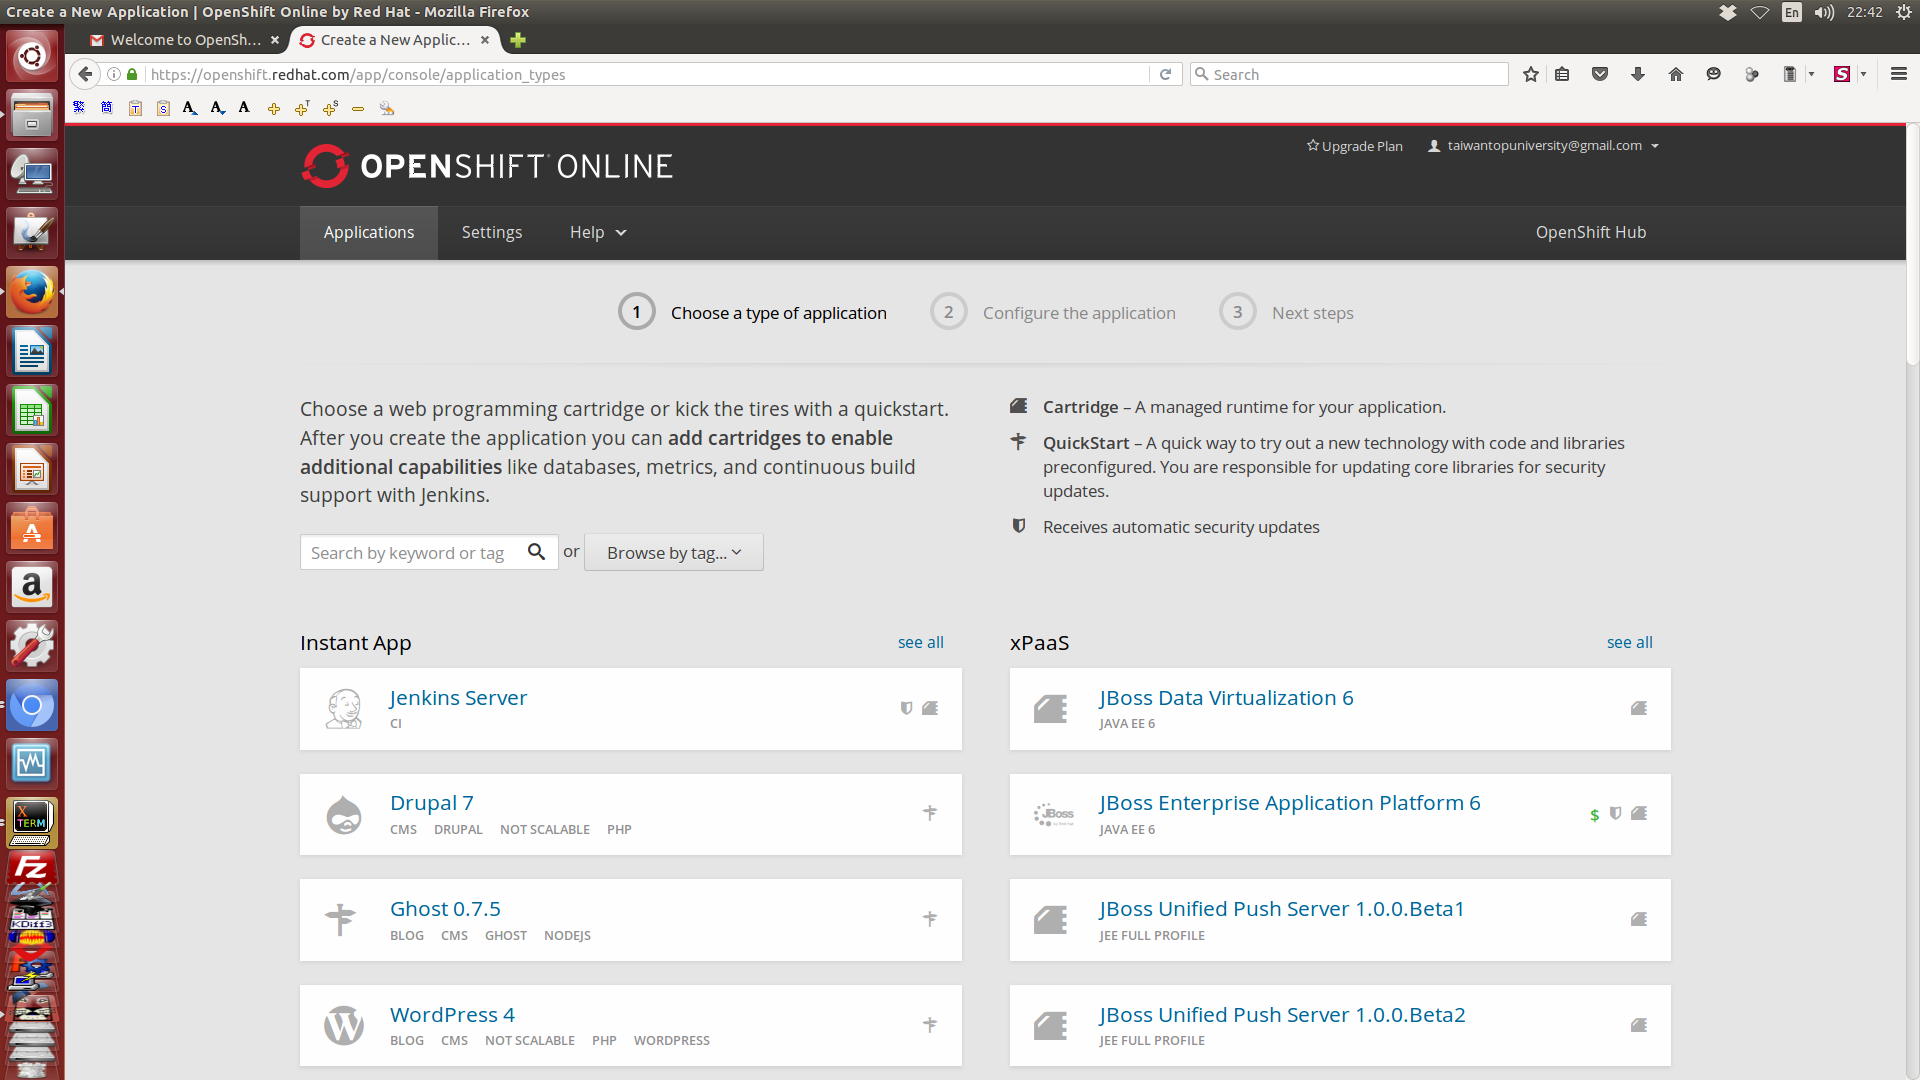 Create a New Application | OpenShift Online by Red Hat - Mozilla Firefox
En
22:42
Welcome to OpenSh...
Create a New Applic...
https://openshift.redhat.com/app/console/application_types
Search
繁 簡 T S A A A T S
OPENSHIFT ONLINE
Upgrade Plan
taiwantopuniversity@gmail.com
Applications
Settings
Help
OpenShift Hub
1 Choose a type of application
2 Configure the application
3 Next steps
Choose a web programming cartridge or kick the tires with a quickstart.
After you create the application you can add cartridges to enable
additional capabilities like databases, metrics, and continuous build
support with Jenkins.
Cartridge – A managed runtime for your application.
QuickStart – A quick way to try out a new technology with code and libraries
preconfigured. You are responsible for updating core libraries for security
updates.
Receives automatic security updates
Search by keyword or tag
or
Browse by tag...
Instant App
see all
Jenkins Server
CI
Drupal 7
CMS DRUPAL NOT SCALABLE PHP
Ghost 0.7.5
BLOG CMS GHOST NODEJS
WordPress 4
BLOG CMS NOT SCALABLE PHP WORDPRESS
xPaaS
see all
JBoss Data Virtualization 6
JAVA EE 6
JBoss Enterprise Application Platform 6
JAVA EE 6
$
JBoss
JBoss Unified Push Server 1.0.0.Beta1
JEE FULL PROFILE
JBoss Unified Push Server 1.0.0.Beta2
JEE FULL PROFILE
X
TERM
Fz
KDiff3